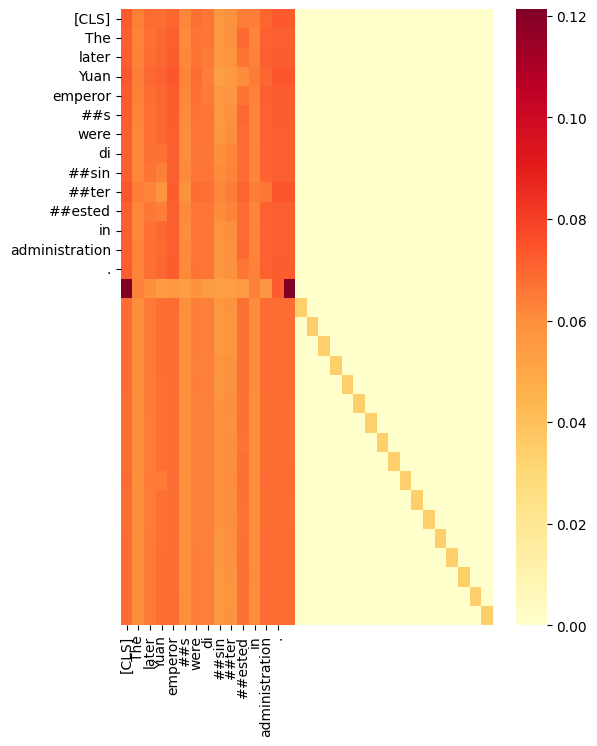 [CLS]
The
later
Yuan
emperor
##s
were
di
##sin
##ter
##ested
in
administration
.
0.12
0.10
0.08
0.06
0.04
0.02
0.00
[CLS]
The
later
Yuan
emperor
##s
were
di
##sin
##ter
##ested
in
administration
.